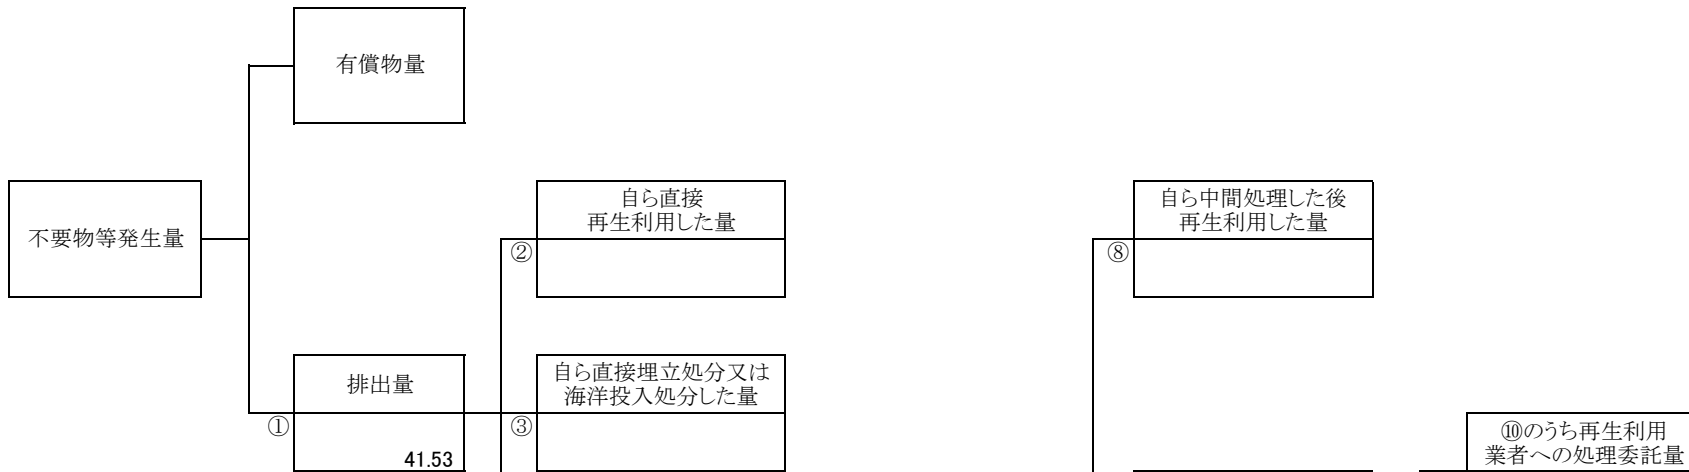 有償物量
不要物等発生量
自ら直接
再生利用した量
②
自ら中間処理した後
再生利用した量
⑧
排出量
①
41.53
自ら直接埋立処分又は
海洋投入処分した量
③
⑩のうち再生利用
業者への処理委託量